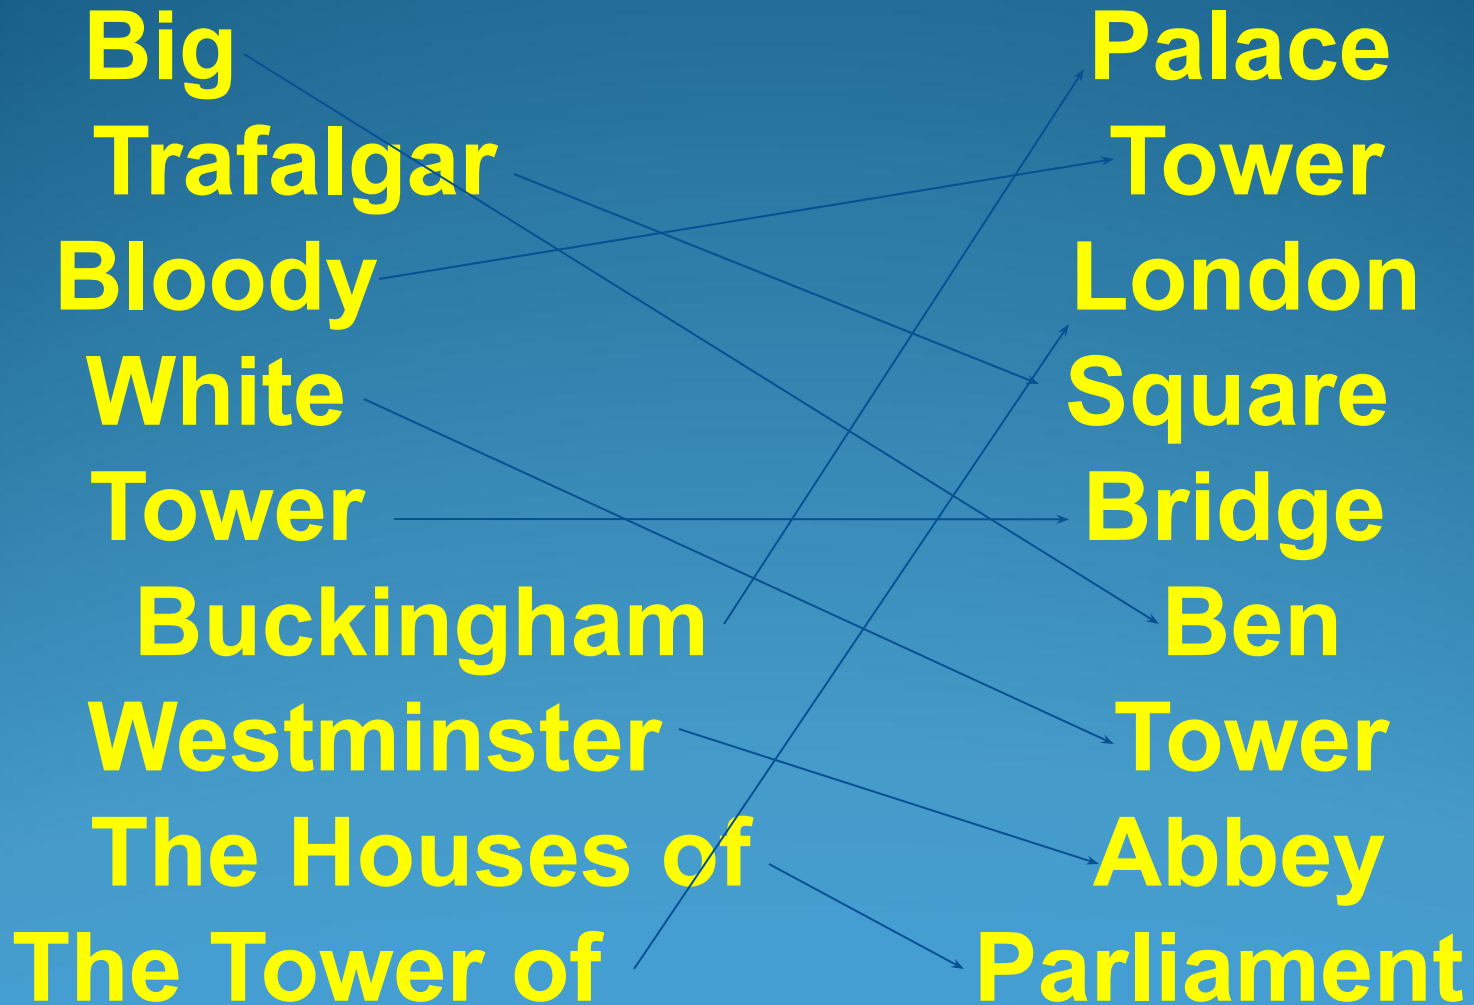 Big Palace
Trafalgar Tower
Bloody London
White Square
Tower Bridge
Buckingham Ben
Westminster Tower
The Houses of Abbey
The Tower of Parliament